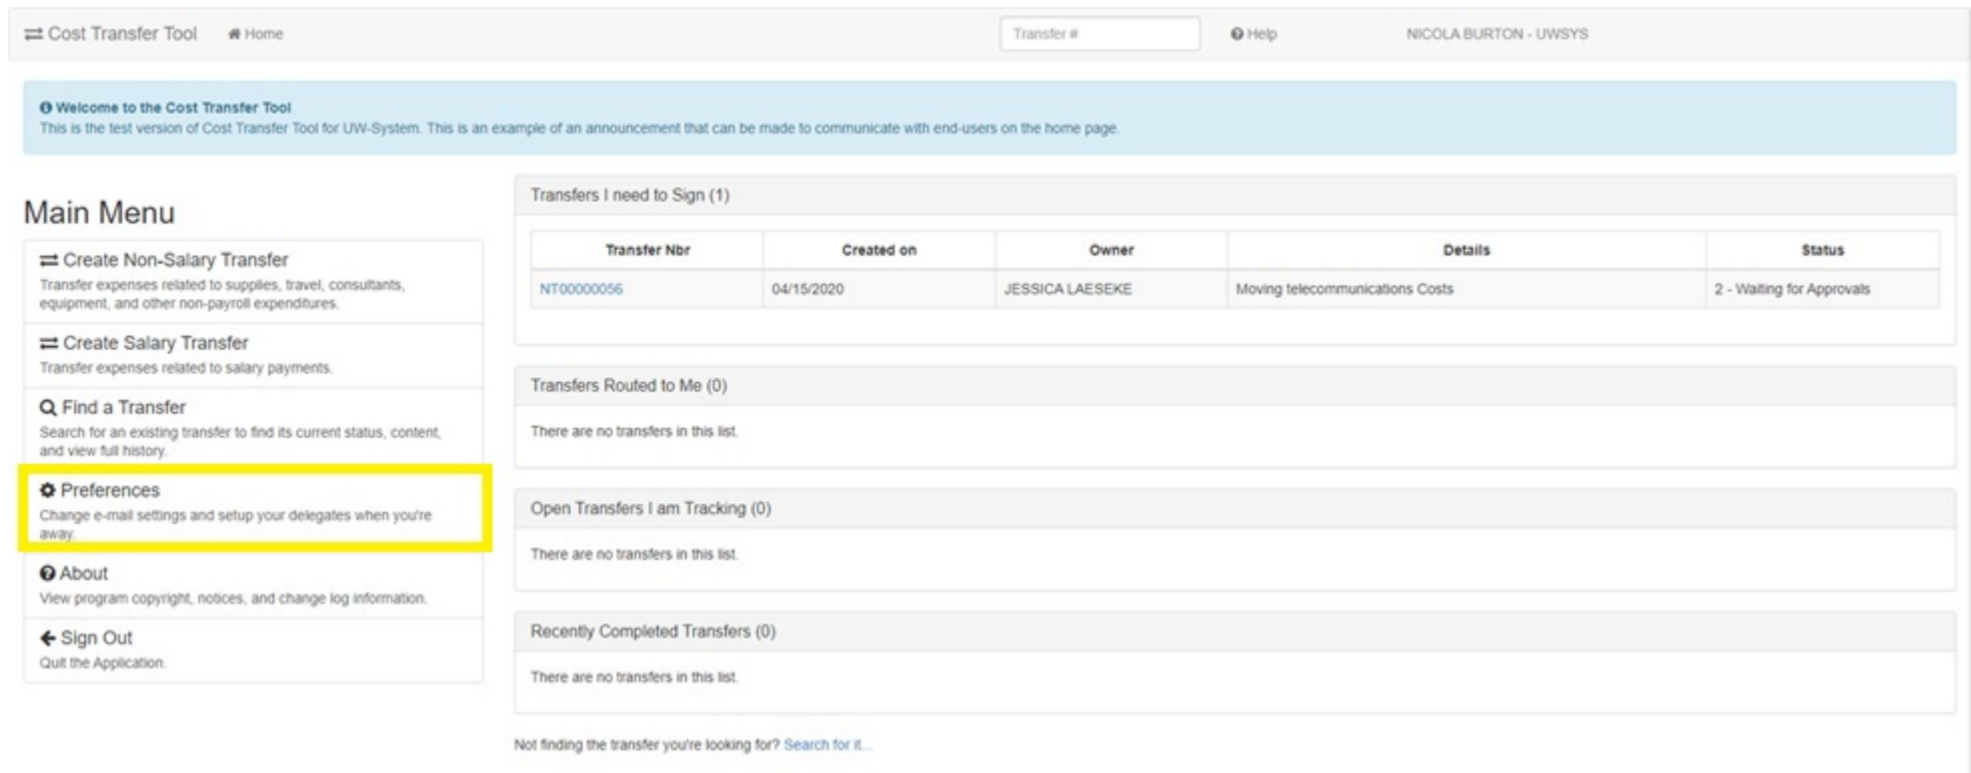 Cost Transfer Tool Home Transfer # Help NICOLA BURTON - UWSYS
Welcome to the Cost Transfer Tool
This is the test version of Cost Transfer Tool for UW-System. This is an example of an announcement that can be made to communicate with end-users on the home page.
Main Menu
Create Non-Salary Transfer
Transfer expenses related to supplies, travel, consultants,
equipment, and other non-payroll expenditures.
Create Salary Transfer
Transfer expenses related to salary payments.
Find a Transfer
Search for an existing transfer to find its current status, content,
and view full history.
Preferences
Change e-mail settings and setup your delegates when you're
away.
About
View program copyright, notices, and change log information.
Sign Out
Quit the Application.
Transfers I need to Sign (1)
Transfer Nbr Created on Owner Details Status
NT00000056 04/15/2020 JESSICA LAESEKE Moving telecommunications Costs 2 - Waiting for Approvals
Transfers Routed to Me (0)
There are no transfers in this list.
Open Transfers I am Tracking (0)
There are no transfers in this list.
Recently Completed Transfers (0)
There are no transfers in this list.
Not finding the transfer you're looking for? Search for it...